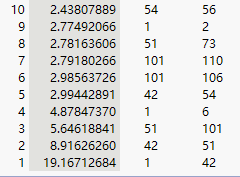 10 2.43807889 54 56
9 2.77492066 1 2
8 2.78163606 51 73
7 2.79180266 101 110
6 2.98563726 101 106
5 2.99442891 42 54
4 4.87847370 1 6
3 5.64618841 51 101
2 8.91626260 42 51
1 19.16712684 1 42